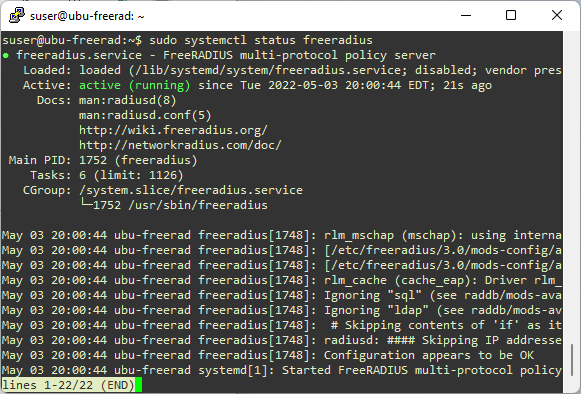 suser@ubu-freerad: ~
suser@ubu-freerad:~$ sudo systemctl status freeradius
● freeradius.service - FreeRADIUS multi-protocol policy server
   Loaded: loaded (/lib/systemd/system/freeradius.service; disabled; vendor pres
   Active: active (running) since Tue 2022-05-03 20:00:44 EDT; 21s ago
     Docs: man:radiusd(8)
           man:radiusd.conf(5)
           http://wiki.freeradius.org/
           http://networkradius.com/doc/
 Main PID: 1752 (freeradius)
    Tasks: 6 (limit: 1126)
   CGroup: /system.slice/freeradius.service
           └─1752 /usr/sbin/freeradius
May 03 20:00:44 ubu-freerad freeradius[1748]: rlm_mschap (mschap): using interna
May 03 20:00:44 ubu-freerad freeradius[1748]: [/etc/freeradius/3.0/mods-config/a
May 03 20:00:44 ubu-freerad freeradius[1748]: [/etc/freeradius/3.0/mods-config/a
May 03 20:00:44 ubu-freerad freeradius[1748]: rlm_cache (cache_eap): Driver rlm_
May 03 20:00:44 ubu-freerad freeradius[1748]: Ignoring "sql" (see raddb/mods-ava
May 03 20:00:44 ubu-freerad freeradius[1748]: Ignoring "ldap" (see raddb/mods-av
May 03 20:00:44 ubu-freerad freeradius[1748]:  # Skipping contents of 'if' as it
May 03 20:00:44 ubu-freerad freeradius[1748]: radiusd: #### Skipping IP addresse
May 03 20:00:44 ubu-freerad freeradius[1748]: Configuration appears to be OK
May 03 20:00:44 ubu-freerad systemd[1]: Started FreeRADIUS multi-protocol policy
lines 1-22/22 (END)